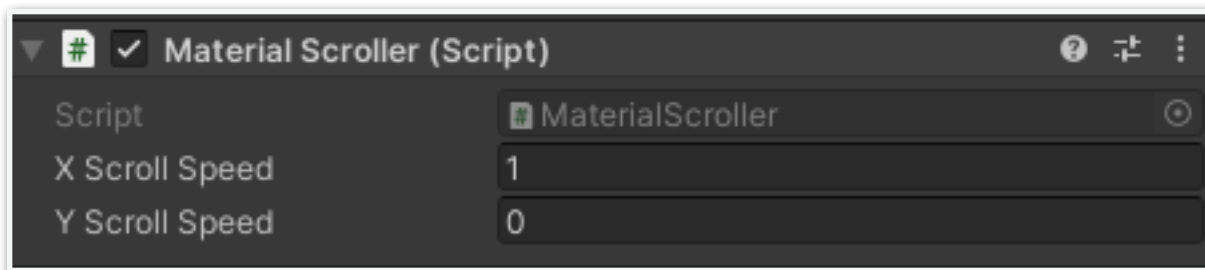 # Material Scroller (Script)
Script # MaterialScroller
X Scroll Speed 1
Y Scroll Speed 0